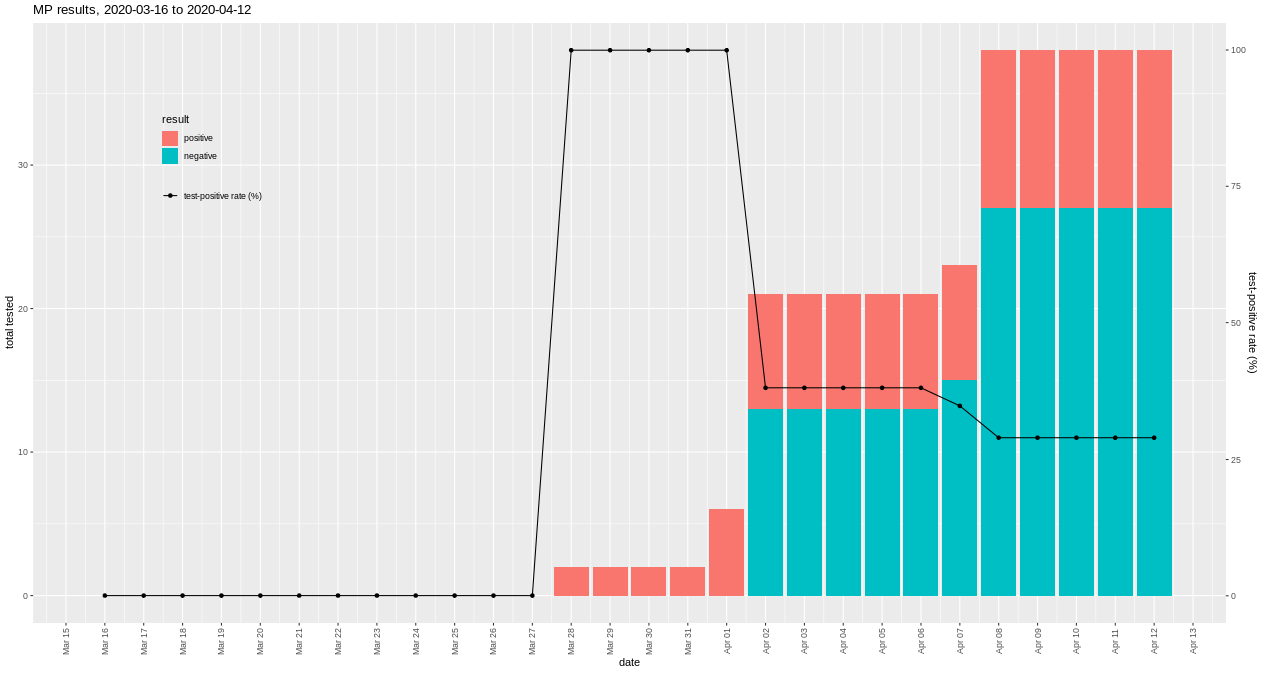 MP results, 2020-03-16 to 2020-04-12
result
positive
negative
test-positive rate (%)
total tested
30
20
10
0
100
75
50
25
0
test-positive rate (%)
Mar 15
Mar 16
Mar 17
Mar 18
Mar 19
Mar 20
Mar 21
Mar 22
Mar 23
Mar 24
Mar 25
Mar 26
Mar 27
Mar 28
Mar 29
Mar 30
Mar 31
Apr 01
Apr 02
Apr 03
Apr 04
Apr 05
Apr 06
Apr 07
Apr 08
Apr 09
Apr 10
Apr 11
Apr 12
Apr 13
date